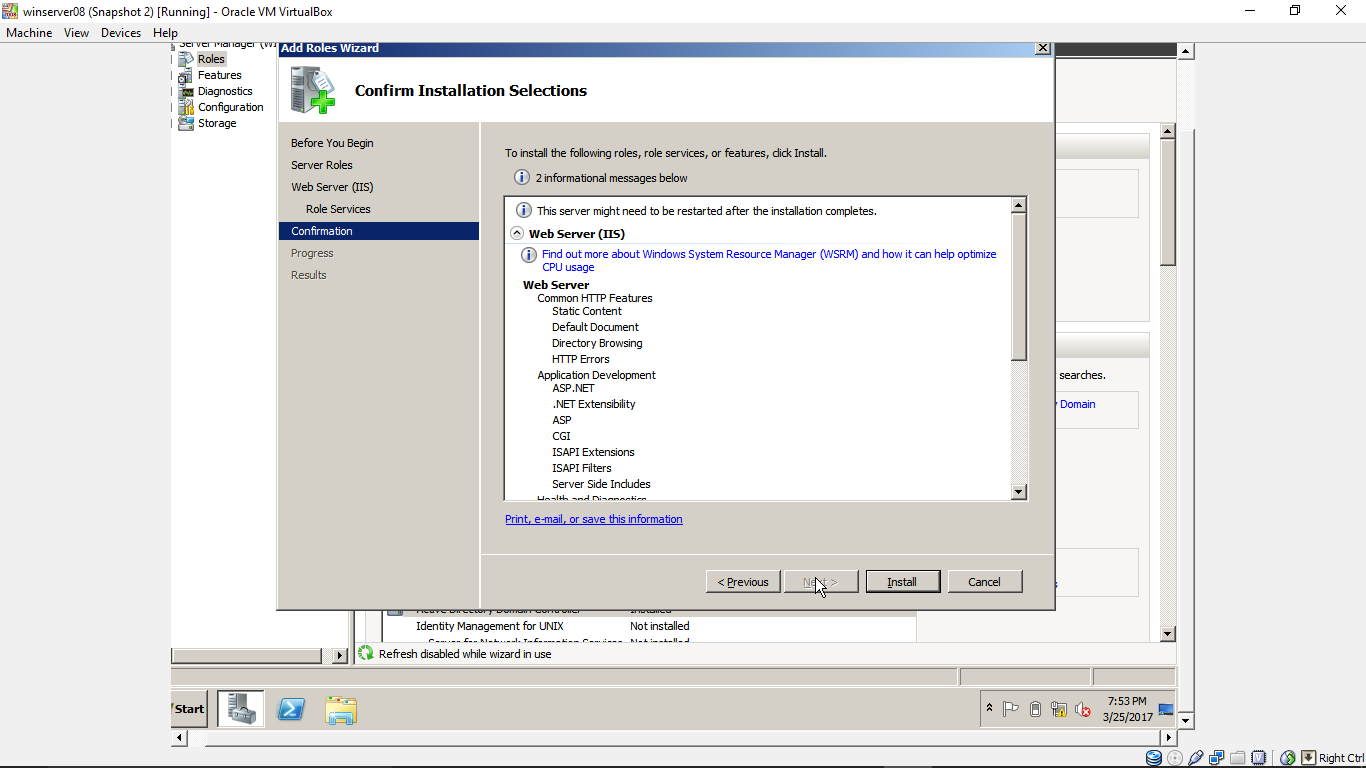 winserver08 (Snapshot 2) [Running] - Oracle VM VirtualBox
Machine View Devices Help
Server Manager (WI
Roles
Features
Diagnostics
Configuration
Storage
Add Roles Wizard
Confirm Installation Selections
Before You Begin
Server Roles
Web Server (IIS)
Role Services
Confirmation
Progress
Results
To install the following roles, role services, or features, click Install.
2 informational messages below
This server might need to be restarted after the installation completes.
Web Server (IIS)
Find out more about Windows System Resource Manager (WSRM) and how it can help optimize
CPU usage
Web Server
Common HTTP Features
Static Content
Default Document
Directory Browsing
HTTP Errors
Application Development
ASP.NET
.NET Extensibility
ASP
CGI
ISAPI Extensions
ISAPI Filters
Server Side Includes
Health and Diagnostics
Print, e-mail, or save this information
< Previous
Next >
Install
Cancel
searches.
Domain
Active Directory Domain Controller Installed
Identity Management for UNIX Not installed
Server for Network Information Services Not installed
Refresh disabled while wizard in use
Start
7:53 PM
3/25/2017
Right Ctrl